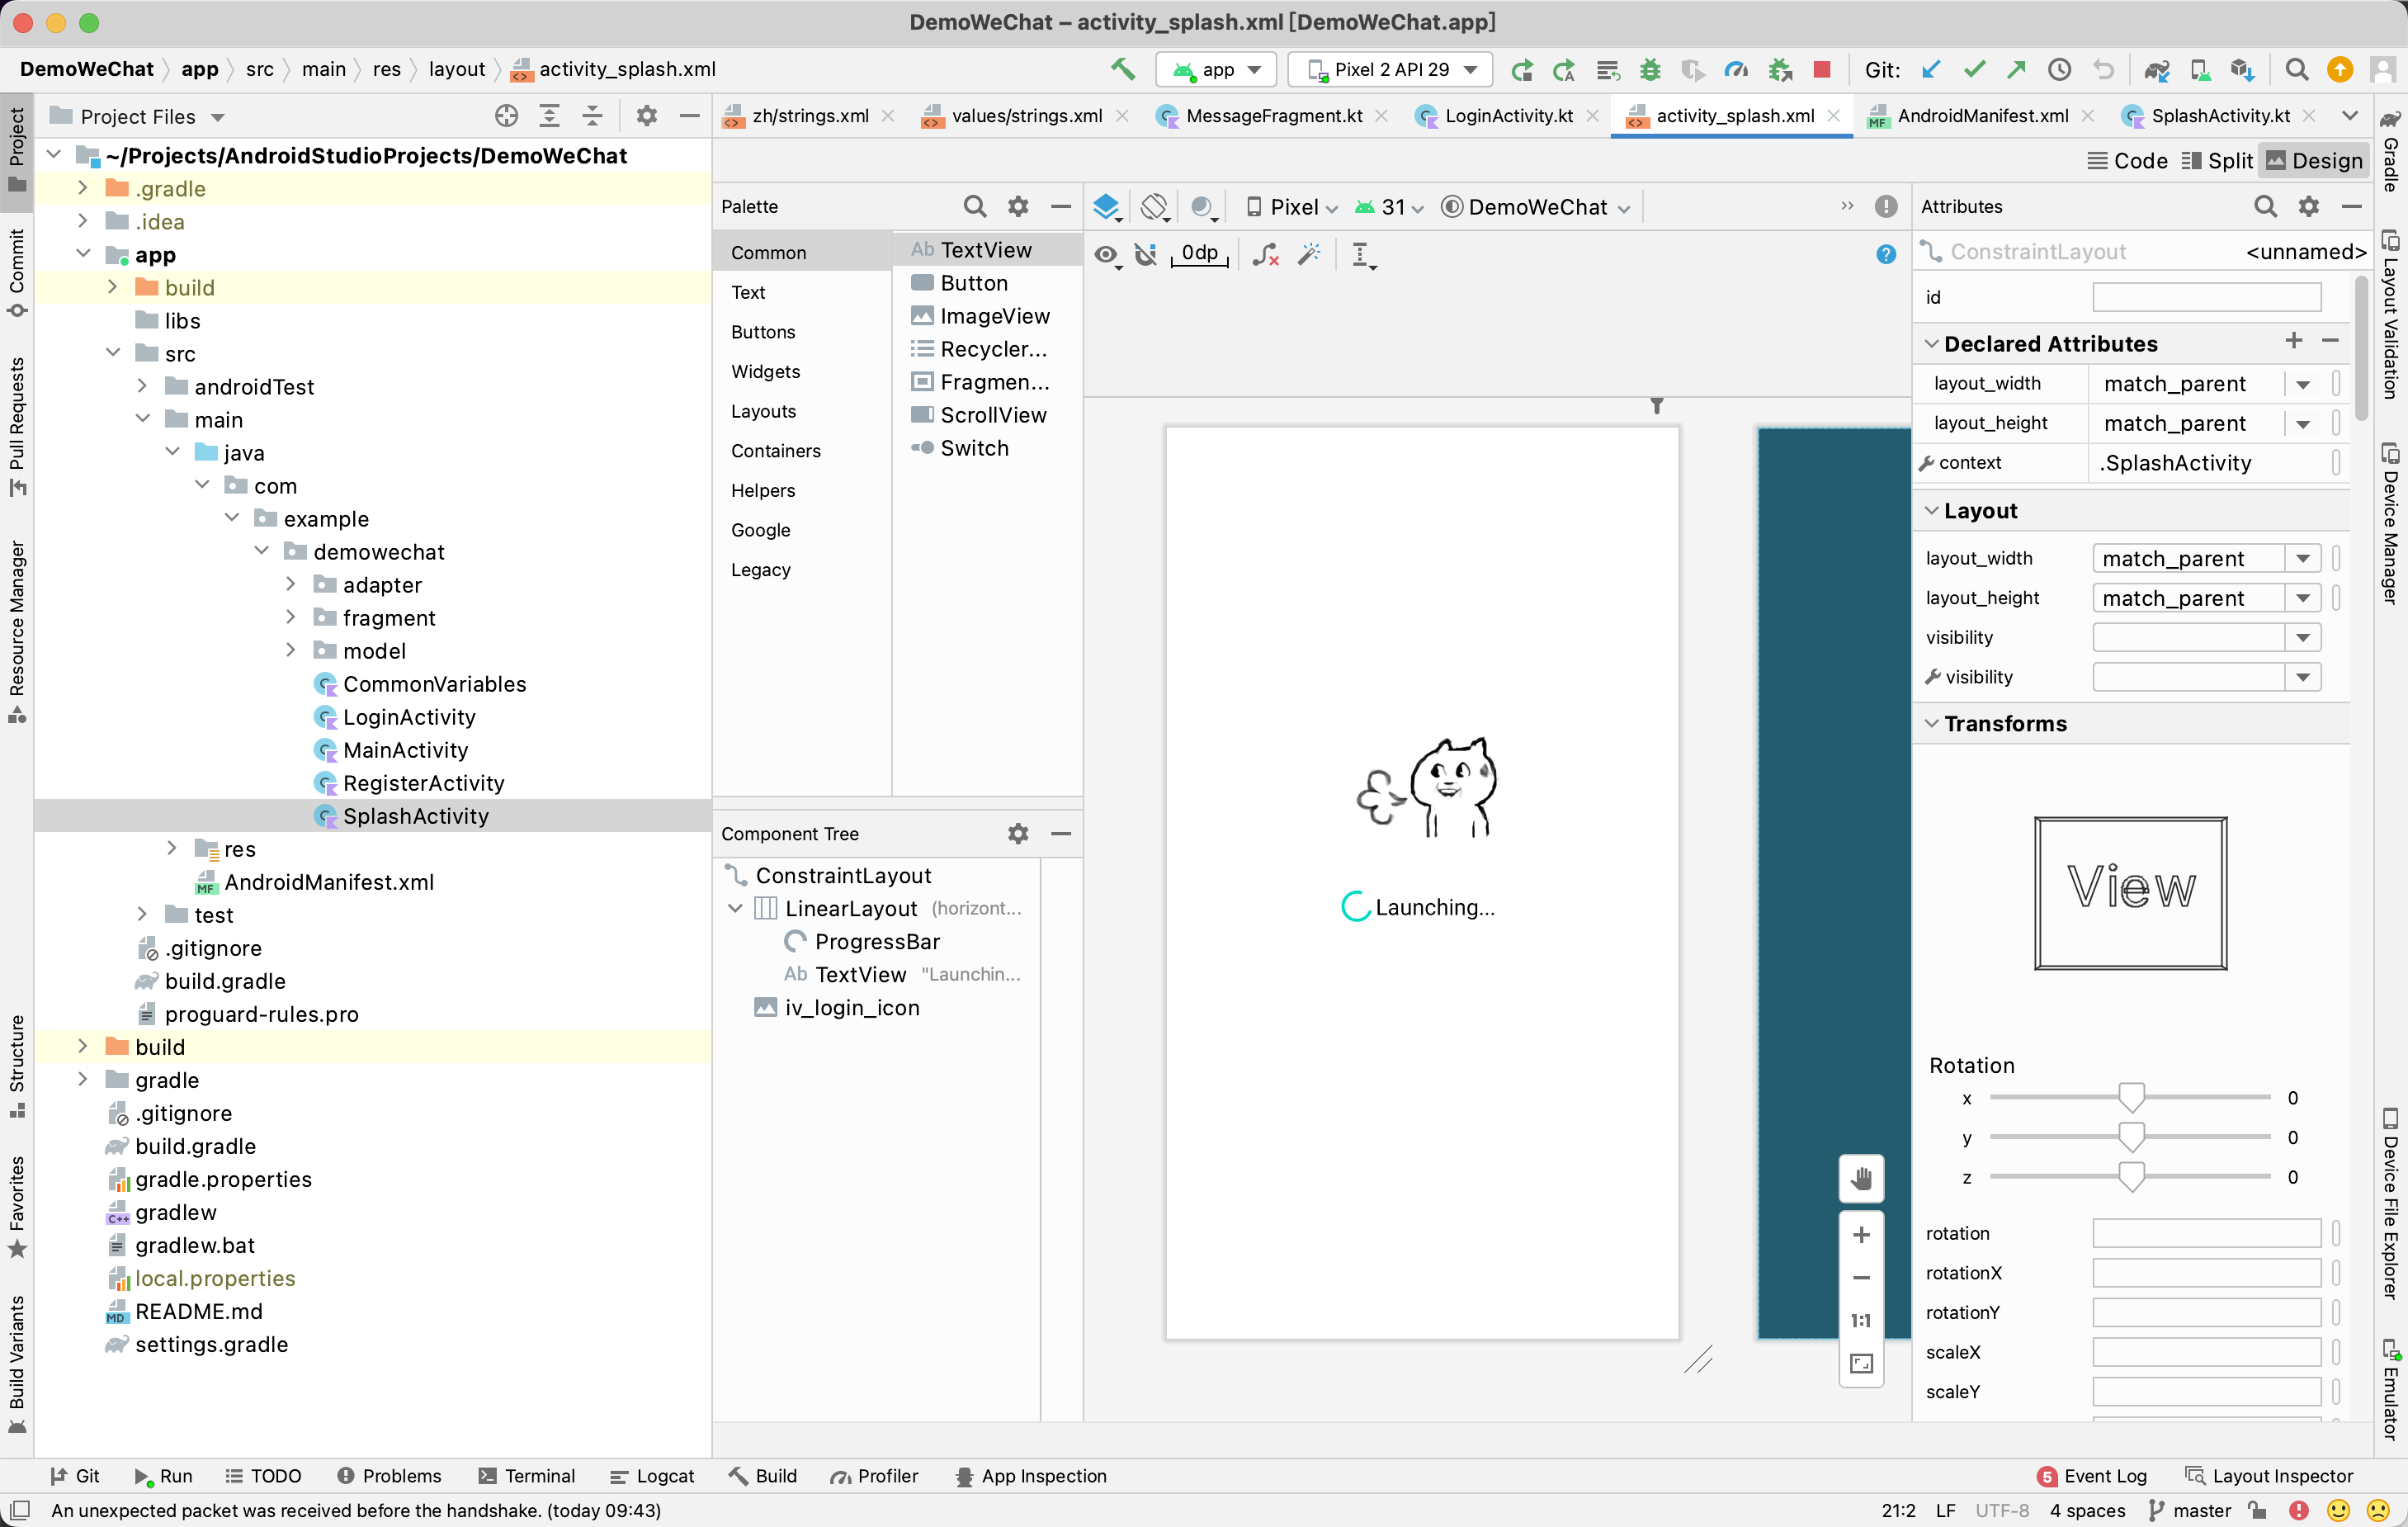 DemoWeChat – activity_splash.xml [DemoWeChat.app]
DemoWeChat app src main res layout activity_splash.xml
app
Pixel 2 API 29
Git:
Project Files
zh/strings.xml
values/strings.xml
MessageFragment.kt
LoginActivity.kt
activity_splash.xml
AndroidManifest.xml
SplashActivity.kt
Code
Split
Design
Project
Commit
Pull Requests
Resource Manager
Structure
Favorites
Build Variants
~/Projects/AndroidStudioProjects/DemoWeChat
.gradle
.idea
app
build
libs
src
androidTest
main
java
com
example
demowechat
adapter
fragment
model
CommonVariables
LoginActivity
MainActivity
RegisterActivity
SplashActivity
res
AndroidManifest.xml
test
.gitignore
build.gradle
proguard-rules.pro
build
gradle
.gitignore
build.gradle
gradle.properties
gradlew
gradlew.bat
local.properties
README.md
settings.gradle
Palette
Common
Text
Buttons
Widgets
Layouts
Containers
Helpers
Google
Legacy
Ab TextView
Button
ImageView
Recycler...
Fragmen...
ScrollView
Switch
Component Tree
ConstraintLayout
LinearLayout (horizont...
ProgressBar
Ab TextView "Launchin...
iv_login_icon
Pixel
31
DemoWeChat
0dp
Launching...
1:1
Attributes
ConstraintLayout <unnamed>
id
Declared Attributes
layout_width match_parent
layout_height match_parent
context .SplashActivity
Layout
layout_width match_parent
layout_height match_parent
visibility
visibility
Transforms
View
Rotation
x 0
y 0
z 0
rotation
rotationX
rotationY
scaleX
scaleY
Gradle
Layout Validation
Device Manager
Device File Explorer
Emulator
Git
Run
TODO
Problems
Terminal
Logcat
Build
Profiler
App Inspection
5 Event Log
Layout Inspector
An unexpected packet was received before the handshake. (today 09:43)
21:2 LF UTF-8 4 spaces master